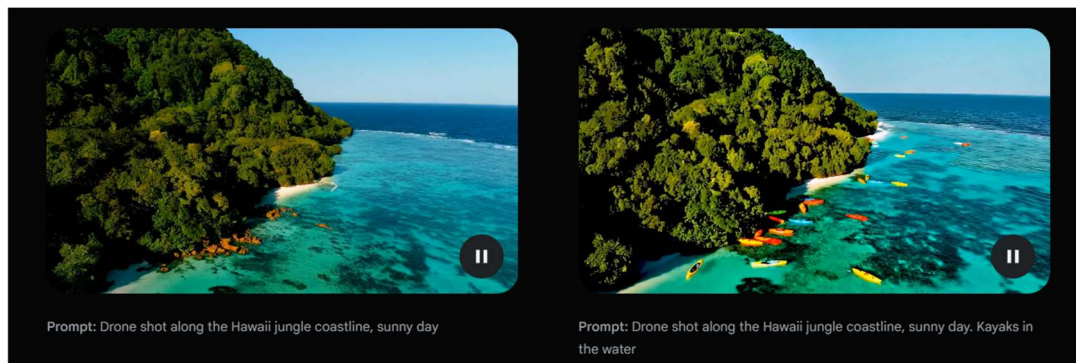 Prompt: Drone shot along the Hawaii jungle coastline, sunny day
Prompt: Drone shot along the Hawaii jungle coastline, sunny day. Kayaks in
the water